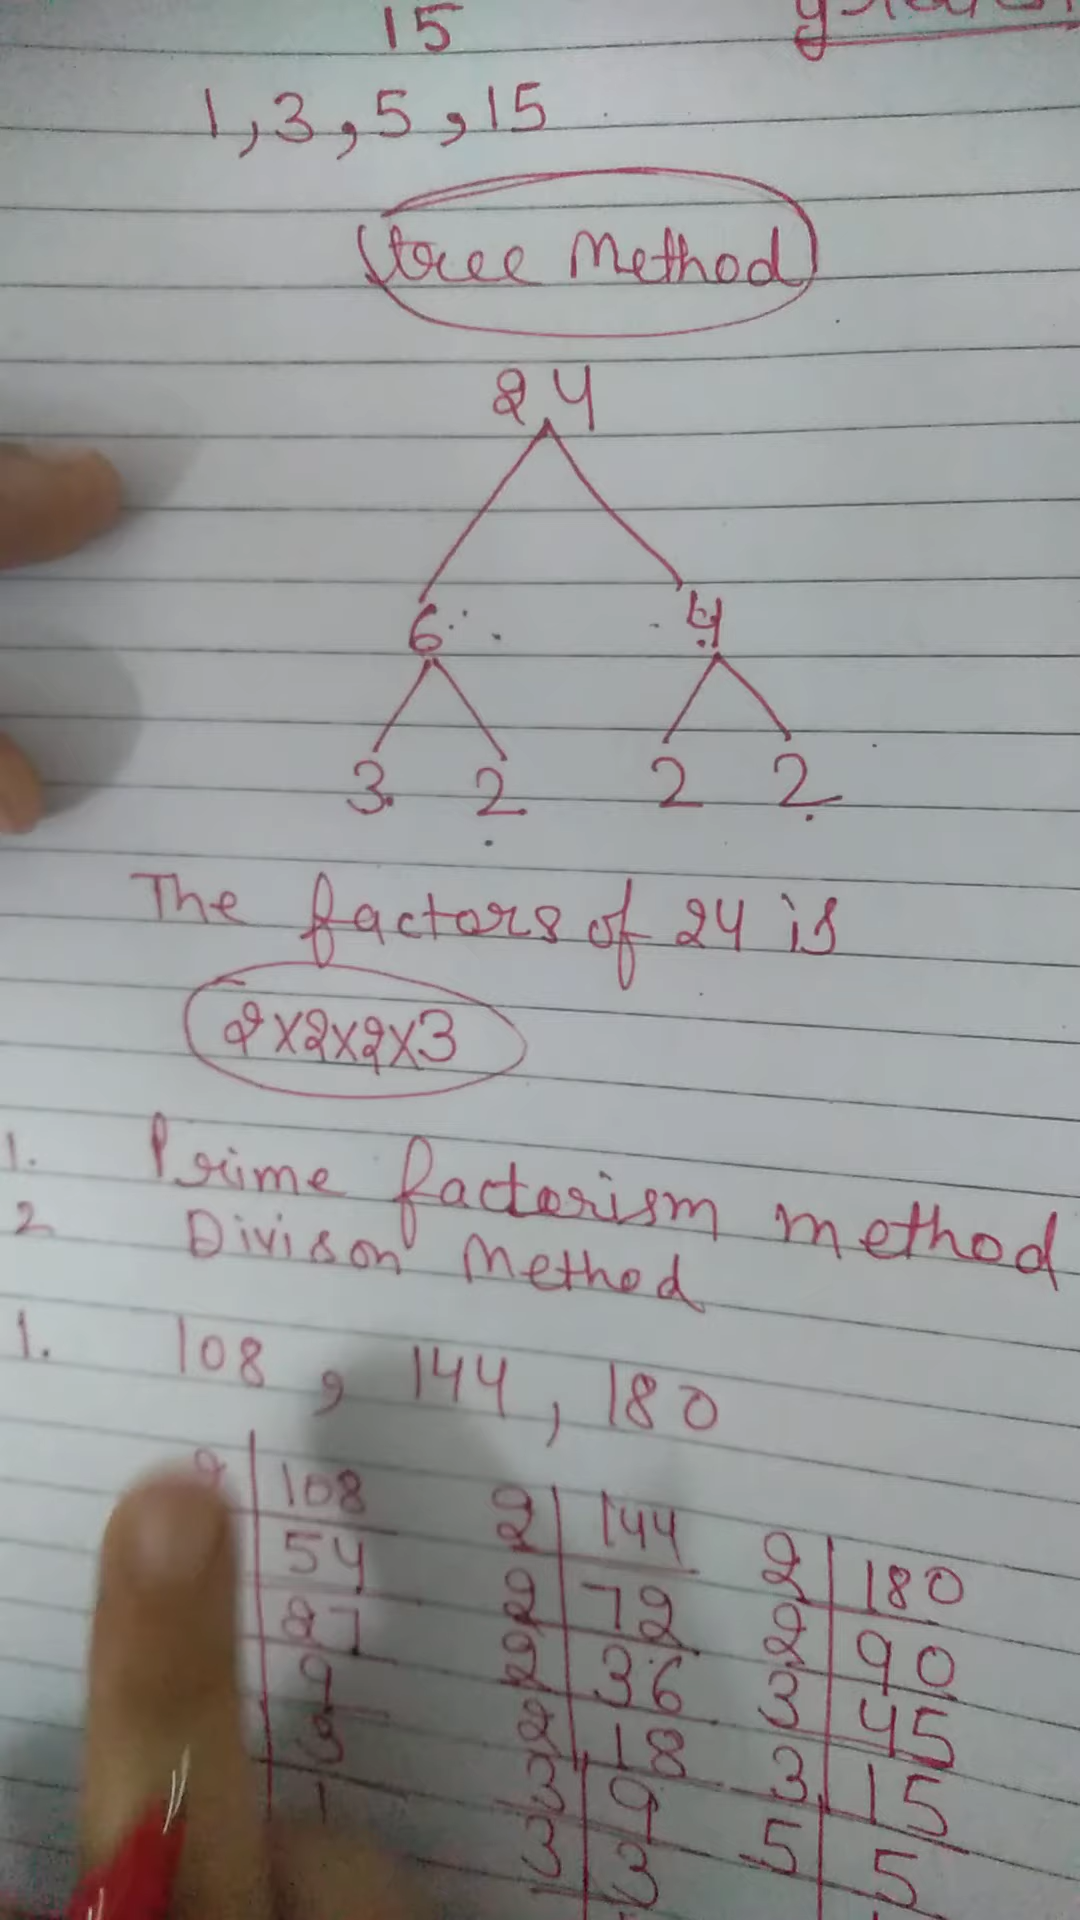 15
1, 3, 5, 15
tree Method
24
6 4
3 2 2 2
The factors of 24 is
2x2x2x3
1. Prime factorism method
2 Divison Method
1. 108, 144, 180
2 108
54
27
9
3
1
2 144
2 72
2 36
2 18
3 9
3 3
2 180
2 90
3 45
3 15
5 5